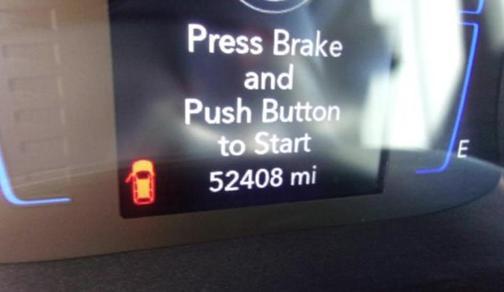 Press Brake
and
Push Button
to Start
52408 mi
E